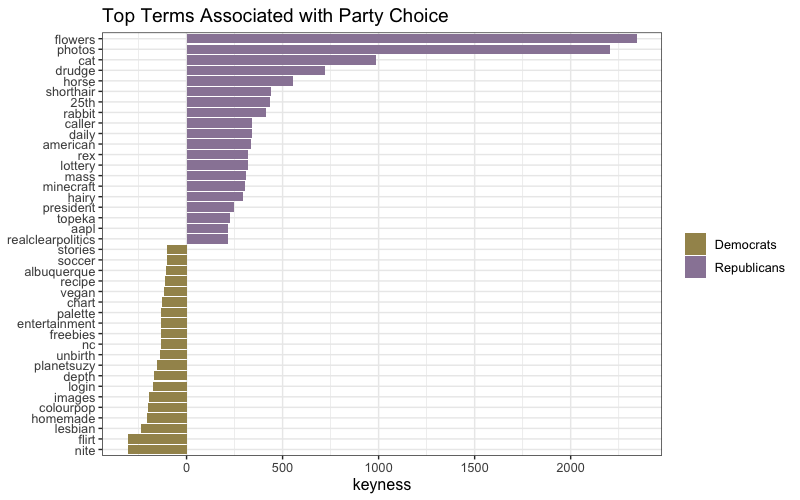 Top Terms Associated with Party Choice
flowers
photos
cat
drudge
horse
shorthair
25th
rabbit
caller
daily
american
rex
lottery
mass
minecraft
hairy
president
topeka
aapl
realclearpolitics
stories
soccer
albuquerque
recipe
vegan
chart
palette
entertainment
freebies
nc
unbirth
planetsuzy
depth
login
images
colourpop
homemade
lesbian
flirt
nite
0 500 1000 1500 2000
keyness
Democrats
Republicans